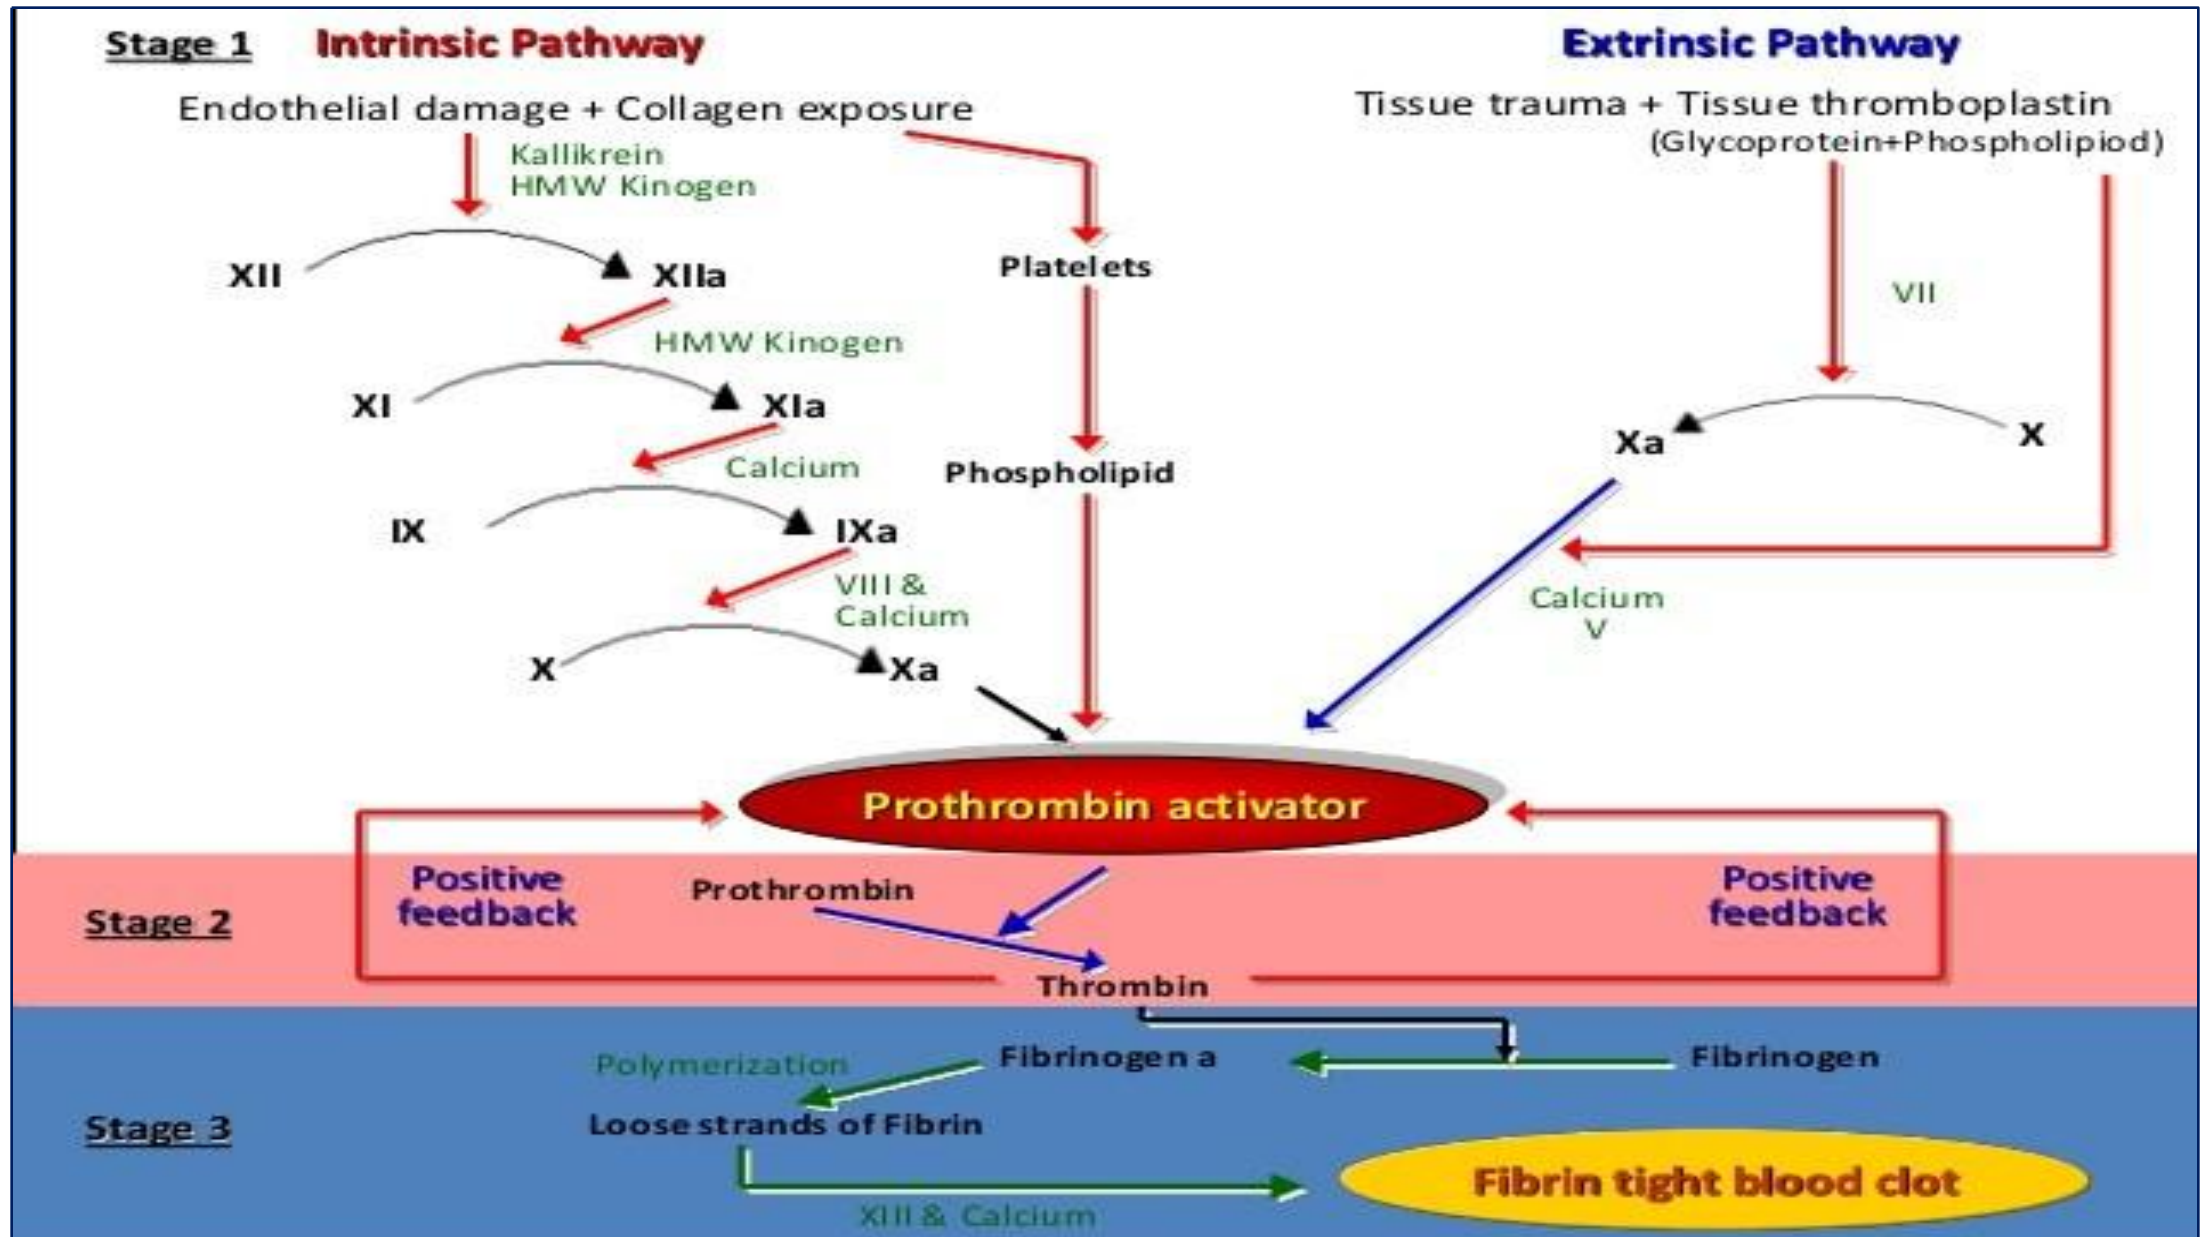 Stage 1 Intrinsic Pathway
Extrinsic Pathway
Endothelial damage + Collagen exposure
Tissue trauma + Tissue thromboplastin
(Glycoprotein+Phospholipiod)
Kallikrein
HMW Kinogen
XII
XIIa
Platelets
VII
HMW Kinogen
XI
XIa
Xa
X
Calcium
Phospholipid
IX
IXa
VIII &
Calcium
Calcium
V
X
Xa
Prothrombin activator
Stage 2
Positive
feedback
Prothrombin
Positive
feedback
Thrombin
Stage 3
Polymerization
Fibrinogen a
Fibrinogen
Loose strands of Fibrin
Fibrin tight blood clot
XIII & Calcium